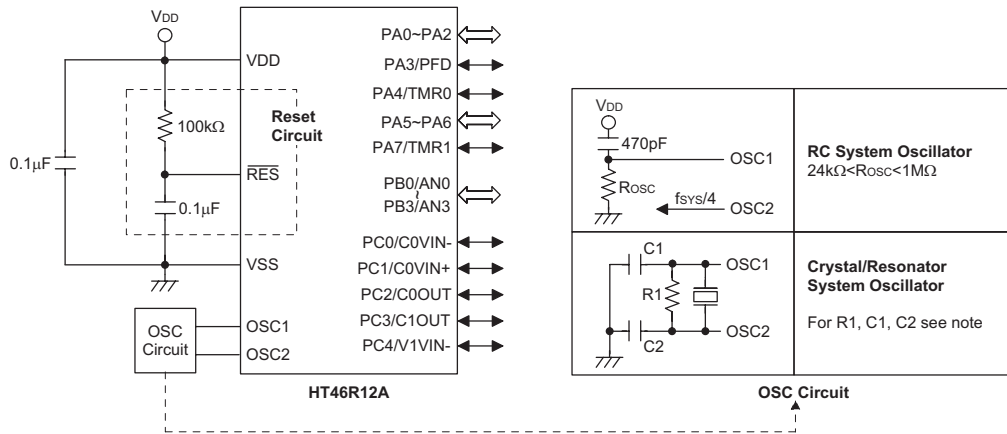 VDD
VDD
100kΩ
Reset
Circuit
0.1μF
RES
0.1μF
VSS
OSC
Circuit
OSC1
OSC2
PA0~PA2
PA3/PFD
PA4/TMR0
PA5~PA6
PA7/TMR1
PB0/AN0
~
PB3/AN3
PC0/C0VIN-
PC1/C0VIN+
PC2/C0OUT
PC3/C1OUT
PC4/V1VIN-
HT46R12A
VDD
470pF
OSC1
ROSC
fSYS/4
OSC2
RC System Oscillator
24kΩ<ROSC<1MΩ
C1
OSC1
R1
OSC2
C2
Crystal/Resonator
System Oscillator
For R1, C1, C2 see note
OSC Circuit